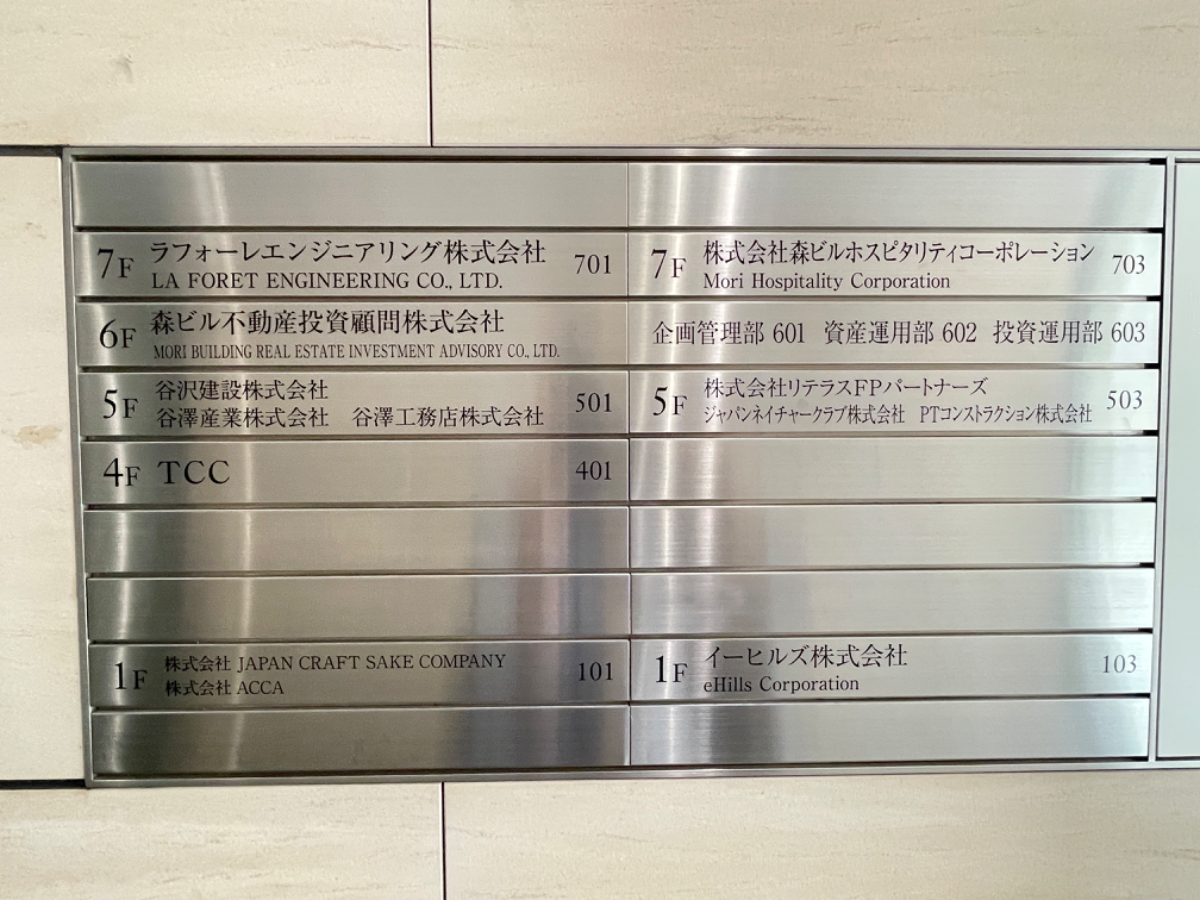 7F ラフォーレエンジニアリング株式会社 701
LA FORET ENGINEERING CO., LTD.
7F 株式会社森ビルホスピタリティコーポレーション 703
Mori Hospitality Corporation
6F 森ビル不動産投資顧問株式会社
MORI BUILDING REAL ESTATE INVESTMENT ADVISORY CO., LTD.
企画管理部 601 資産運用部 602 投資運用部 603
5F 谷沢建設株式会社 501
谷澤産業株式会社 谷澤工務店株式会社
5F 株式会社リテラスFPパートナーズ 503
ジャパンネイチャークラブ株式会社 PTコンストラクション株式会社
4F TCC 401
1F 株式会社 JAPAN CRAFT SAKE COMPANY 101
株式会社 ACCA
1F イーヒルズ株式会社 103
eHills Corporation